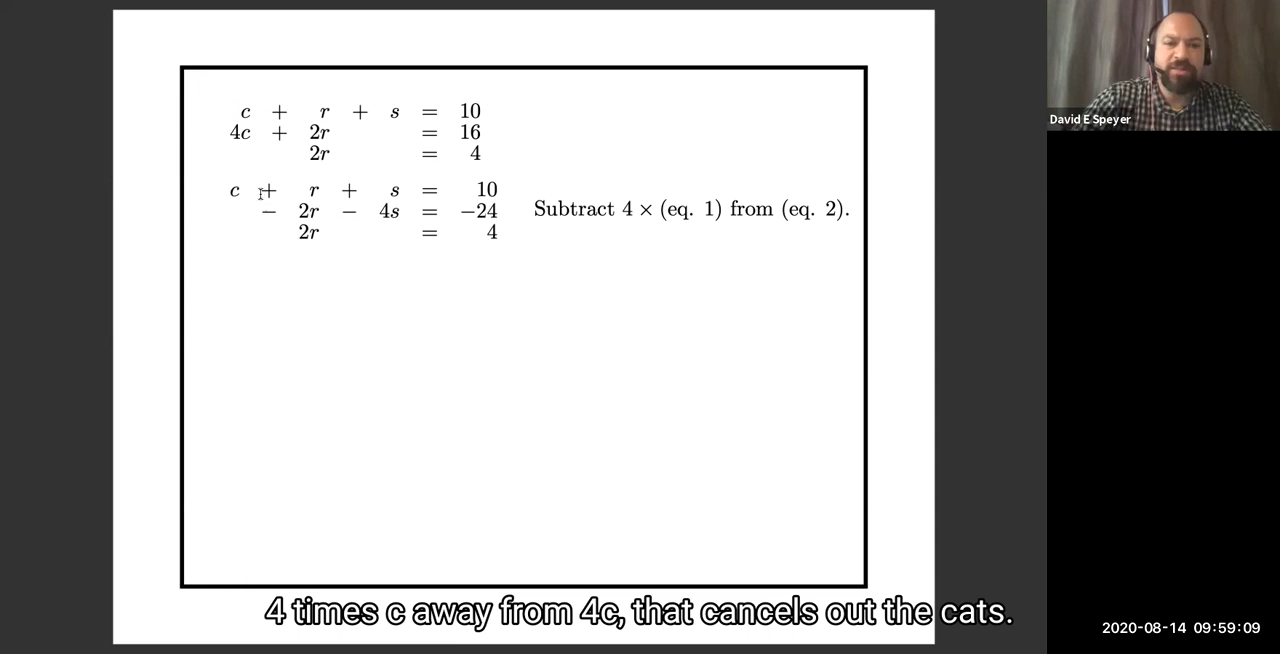 c + r + s = 10
4c + 2r = 16
2r = 4
c + r + s = 10
− 2r − 4s = −24 Subtract 4 × (eq. 1) from (eq. 2).
2r = 4
4 times c away from 4c, that cancels out the cats.
David E Speyer
2020-08-14 09:59:09